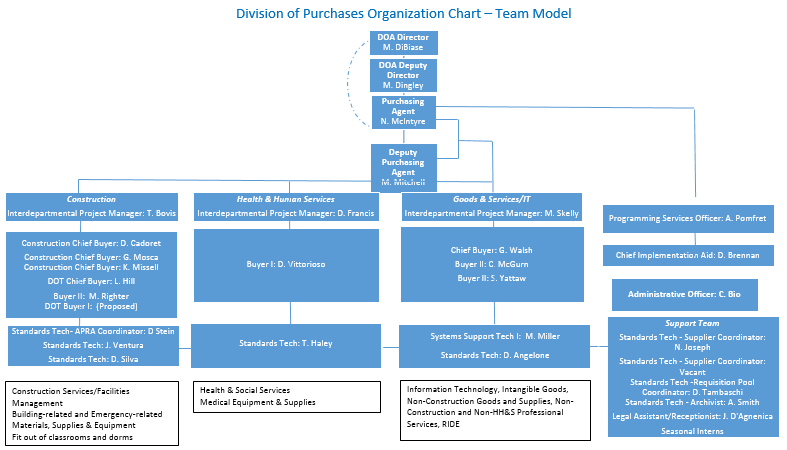 Division of Purchases Organization Chart – Team Model
DOA Director
M. DiBiase
DOA Deputy
Director
M. Dingley
Purchasing
Agent
N. McIntyre
Deputy
Purchasing
Agent
M. Mitchell
Construction
Interdepartmental Project Manager: T. Bovis
Health & Human Services
Interdepartmental Project Manager: D. Francis
Goods & Services/IT
Interdepartmental Project Manager: M. Skelly
Programming Services Officer: A. Pomfret
Chief Implementation Aid: D. Brennan
Administrative Officer: C. Bio
Construction Chief Buyer: D. Cadoret
Construction Chief Buyer: G. Mosca
Construction Chief Buyer: K. Missell
DOT Chief Buyer: L. Hill
Buyer II: M. Righter
DOT Buyer I: (Proposed)
Buyer I: D. Vittorioso
Chief Buyer: G. Walsh
Buyer II: C. McGurn
Buyer II: S. Yattaw
Standards Tech- APRA Coordinator: D Stein
Standards Tech: J. Ventura
Standards Tech: D. Silva
Standards Tech: T. Haley
Systems Support Tech I: M. Miller
Standards Tech: D. Angelone
Support Team
Standards Tech - Supplier Coordinator:
N. Joseph
Standards Tech - Supplier Coordinator:
Vacant
Standards Tech -Requisition Pool
Coordinator: D. Tambaschi
Standards Tech - Archivist: A. Smith
Legal Assistant/Receptionist: J. D'Agnenica
Seasonal Interns
Construction Services/Facilities
Management
Building-related and Emergency-related
Materials, Supplies & Equipment
Fit out of classrooms and dorms
Health & Social Services
Medical Equipment & Supplies
Information Technology, Intangible Goods,
Non-Construction Goods and Supplies, Non-
Construction and Non-HH&S Professional
Services, RIDE